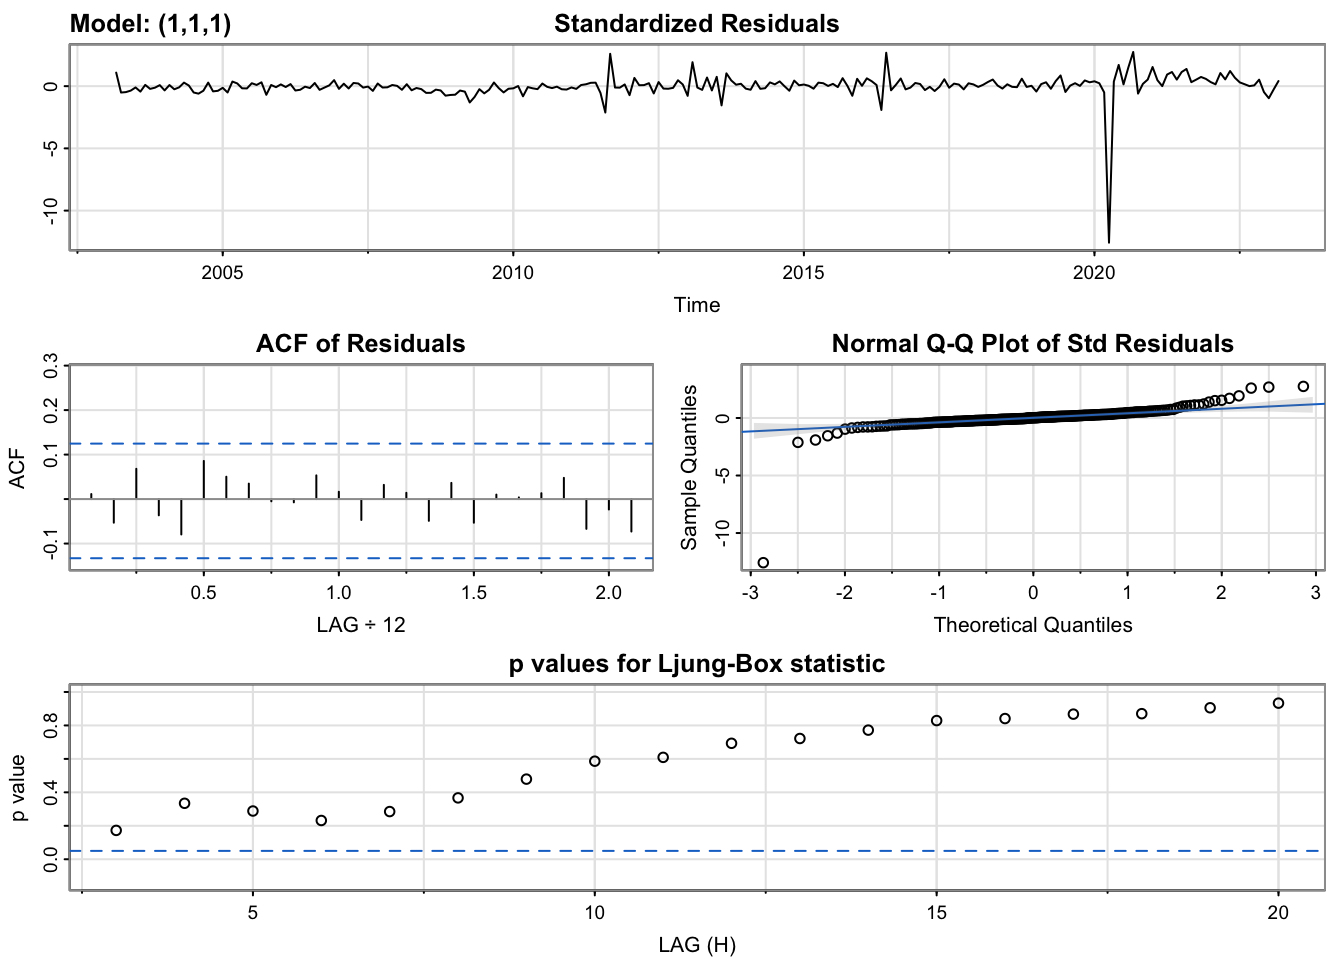 Model: (1,1,1) Standardized Residuals
0
-5
-10
2005 2010 2015 2020
Time
ACF of Residuals
0.3
0.2
0.1
-0.1
ACF
0.5 1.0 1.5 2.0
LAG ÷ 12
Normal Q-Q Plot of Std Residuals
0
-5
-10
Sample Quantiles
-3 -2 -1 0 1 2 3
Theoretical Quantiles
p values for Ljung-Box statistic
0.8
0.4
0.0
p value
5 10 15 20
LAG (H)